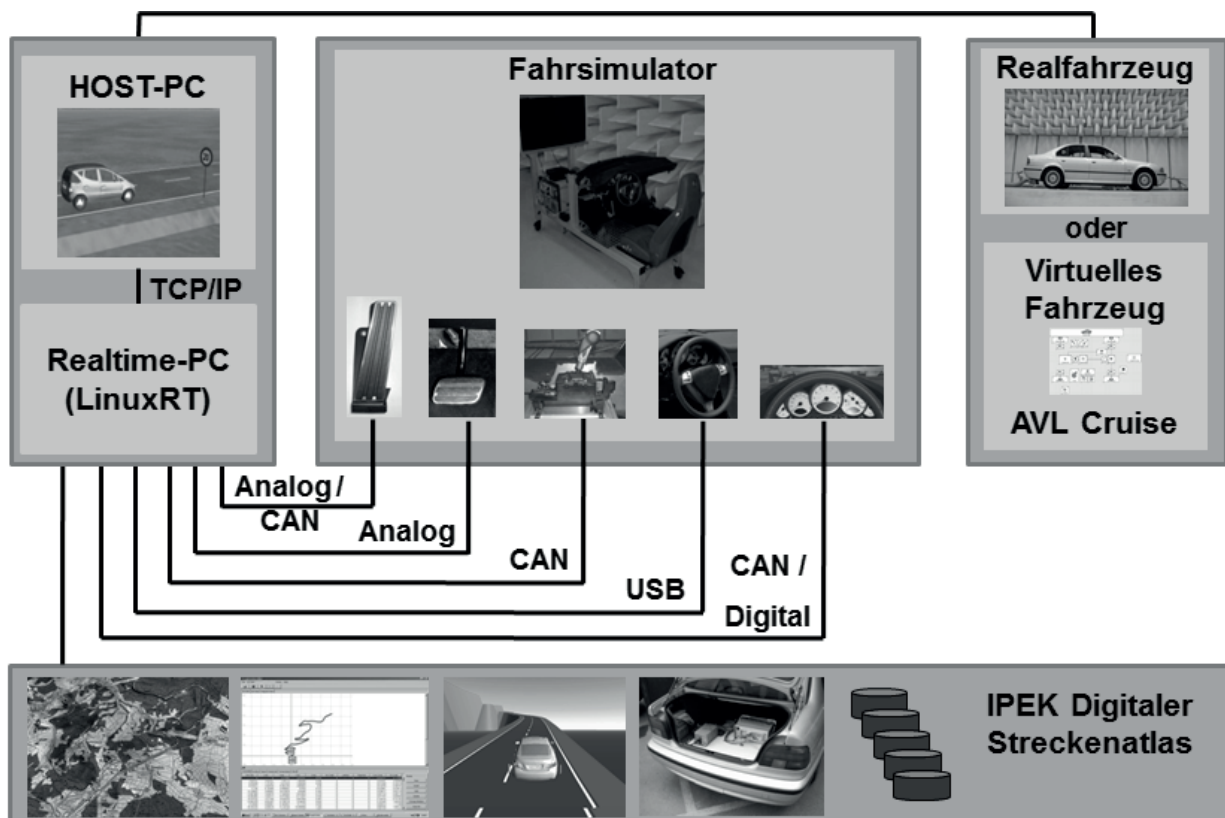 HOST-PC
TCP/IP
Realtime-PC
(LinuxRT)
Fahrsimulator
Realfahrzeug
oder
Virtuelles
Fahrzeug
AVL Cruise
Analog /
CAN
Analog
CAN
USB
CAN /
Digital
IPEK Digitaler
Streckenatlas